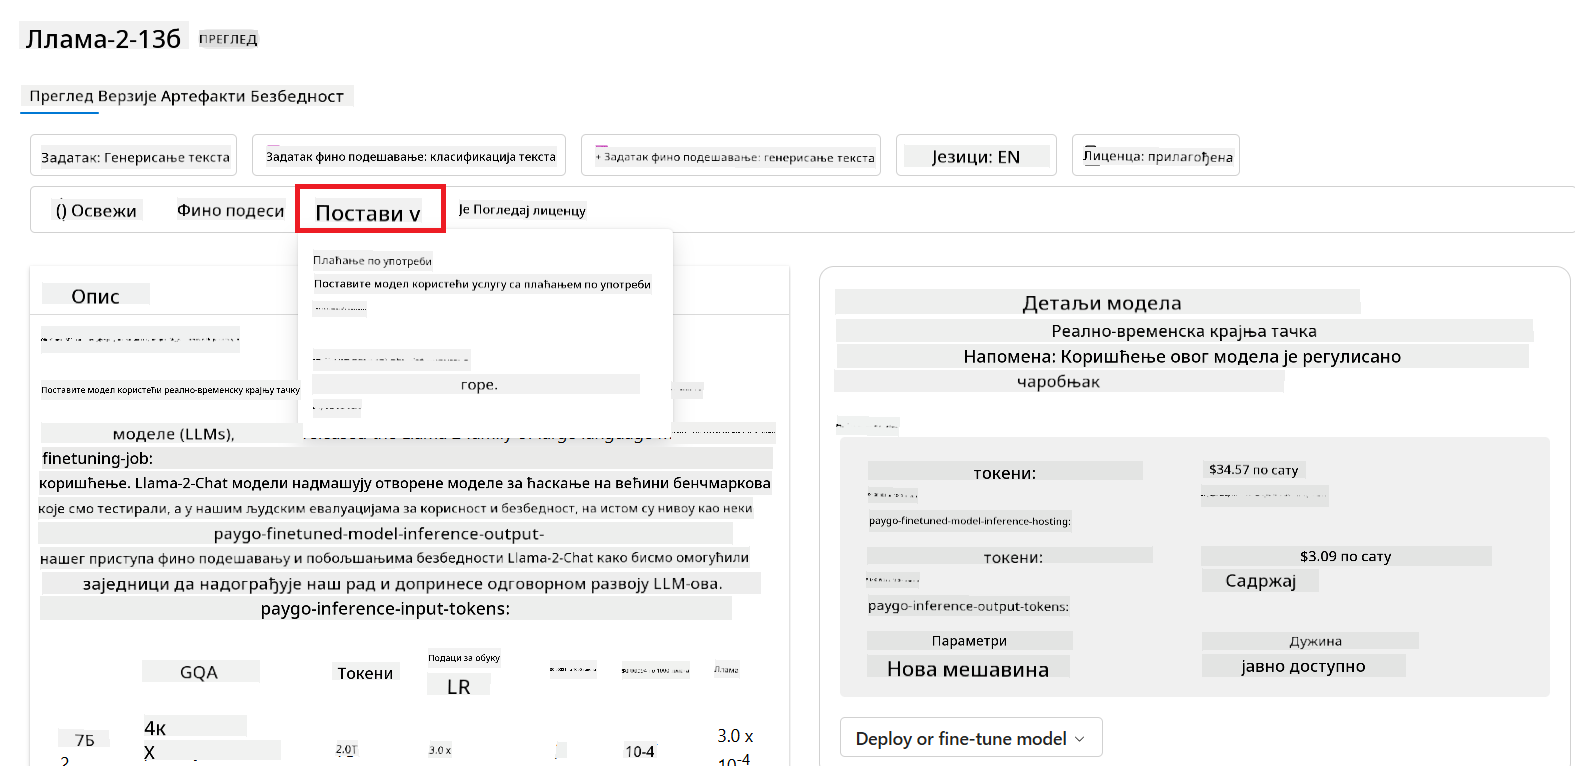 Ллама-2-13б ПРЕГЛЕД
Преглед Верзије Артефакти Безбедност
Задатак: Генерисање текста
Задатак фино подешавање: класификација текста
+ Задатак фино подешавање: генерисање текста
Језици: EN
Лиценца: прилагођена
() Освежи
Фино подеси
Постави v
Је Погледај лиценцу
Плаћање по употреби
Поставите модел користећи услугу са плаћањем по употреби
горе.
Опис
Поставите модел користећи реално-временску крајњу тачку
моделе (LLMs),
finetuning-job:
коришћење. Llama-2-Chat модели надмашују отворене моделе за ћаскање на већини бенчмаркова
које смо тестирали, а у нашим људским евалуацијама за корисност и безбедност, на истом су нивоу као неки
paygo-finetuned-model-inference-output-
нашег приступа фино подешавању и побољшањима безбедности Llama-2-Chat како бисмо омогућили
заједници да надограђује наш рад и допринесе одговорном развоју LLM-ова.
paygo-inference-input-tokens:
GQA
Токени
Подаци за обуку
LR
Ллама
7Б
4к
X
2.0T
3.0 x
10-4
3.0 x
10-4
2
Детаљи модела
Реално-временска крајња тачка
Напомена: Коришћење овог модела је регулисано
чаробњак
токени:
$34.57 по сату
paygo-finetuned-model-inference-hosting:
токени:
$3.09 по сату
Садржај
paygo-inference-output-tokens:
Параметри
Дужина
Нова мешавина
јавно доступно
Deploy or fine-tune model